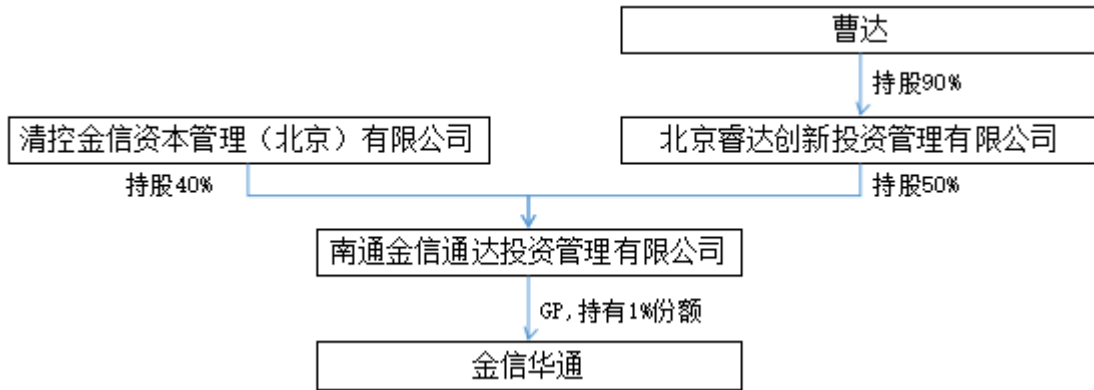 曹达
持股90%
清控金信资本管理（北京）有限公司
北京睿达创新投资管理有限公司
持股40%
持股50%
南通金信通达投资管理有限公司
GP,持有1%份额
金信华通